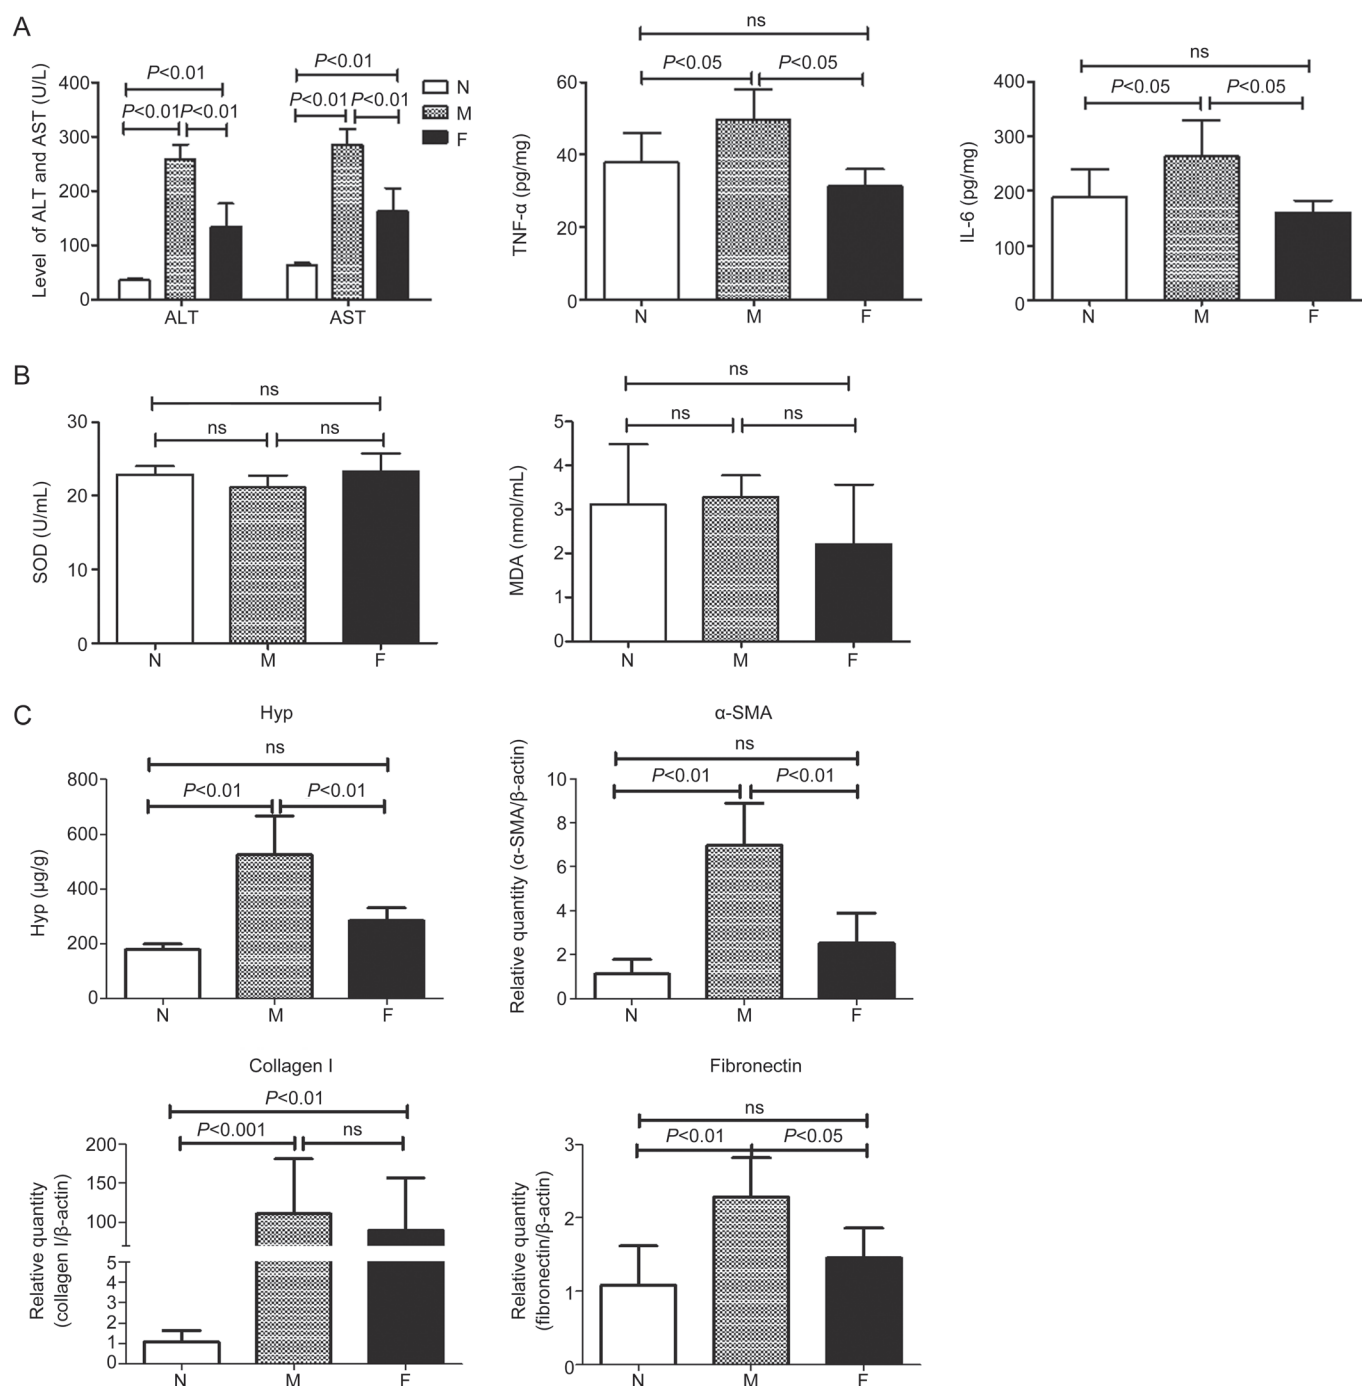 A
Level of ALT and AST (U/L)
400
300
200
100
0
P<0.01
P<0.01 P<0.01
P<0.01
P<0.01 P<0.01
ALT
AST
N
M
F
TNF-α (pg/mg)
60
40
20
0
ns
P<0.05
P<0.05
N
M
F
IL-6 (pg/mg)
400
300
200
100
0
ns
P<0.05
P<0.05
N
M
F
B
SOD (U/mL)
30
20
10
0
ns
ns
ns
N
M
F
MDA (nmol/mL)
5
4
3
2
1
0
ns
ns
ns
N
M
F
C
Hyp
Hyp (μg/g)
800
600
400
200
0
ns
P<0.01
P<0.01
N
M
F
α-SMA
Relative quantity (α-SMA/β-actin)
10
8
6
4
2
0
ns
P<0.01
P<0.01
N
M
F
Collagen I
Relative quantity
(collagen I/β-actin)
200
150
100
5
4
3
2
1
0
P<0.01
P<0.001
ns
N
M
F
Fibronectin
Relative quantity
(fibronectin/β-actin)
3
2
1
0
ns
P<0.01
P<0.05
N
M
F